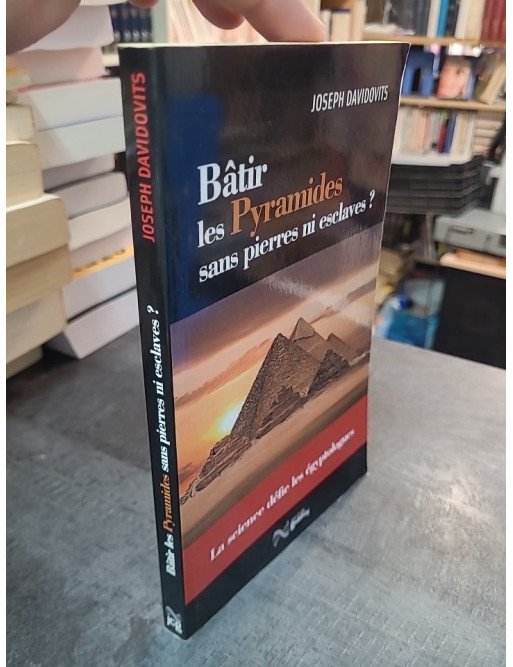 JOSEPH DAVIDOVITS
Bâtir
les Pyramides
sans pierres ni esclaves ?
La science défie les égyptologues
JOSEPH DAVIDOVITS
Bâtir les Pyramides sans pierres ni esclaves ?